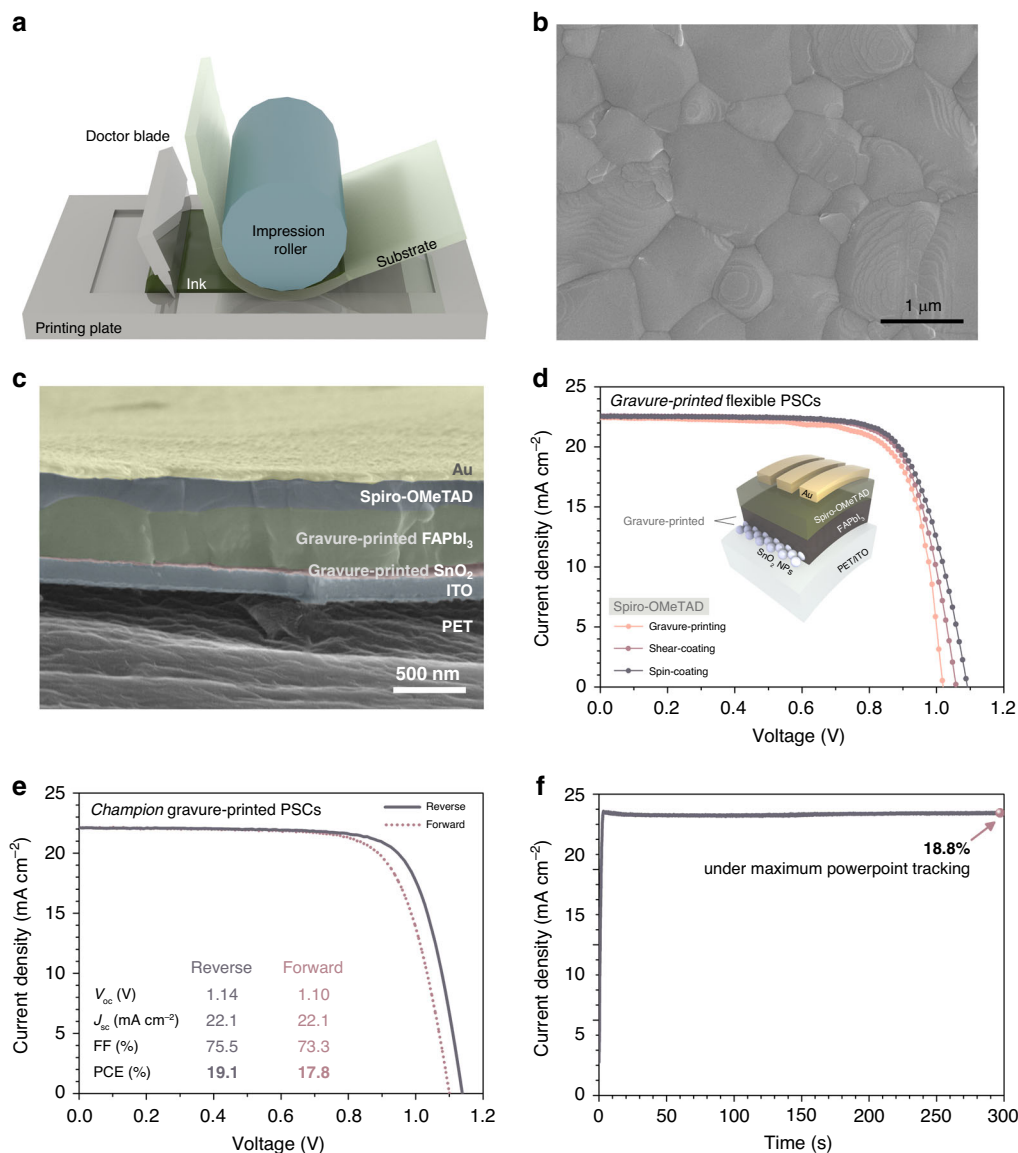 a
Doctor blade
Impression
roller
Substrate
Ink
Printing plate
b
1 μm
c
Au
Spiro-OMeTAD
Gravure-printed FAPbI₃
Gravure-printed SnO₂
ITO
PET
500 nm
d
Gravure-printed flexible PSCs
Current density (mA cm⁻²)
25
20
15
10
5
0
Au
Spiro-OMeTAD
FAPbI₃
Gravure-printed
SnO₂ NPs
PET/ITO
Spiro-OMeTAD
Gravure-printing
Shear-coating
Spin-coating
0.0 0.2 0.4 0.6 0.8 1.0 1.2
Voltage (V)
e
Champion gravure-printed PSCs
Reverse
Forward
Current density (mA cm⁻²)
25
20
15
10
5
0
Reverse Forward
Voc (V) 1.14 1.10
Jsc (mA cm⁻²) 22.1 22.1
FF (%) 75.5 73.3
PCE (%) 19.1 17.8
0.0 0.2 0.4 0.6 0.8 1.0 1.2
Voltage (V)
f
Current density (mA cm⁻²)
25
20
15
10
5
0
18.8%
under maximum powerpoint tracking
0 50 100 150 200 250 300
Time (s)